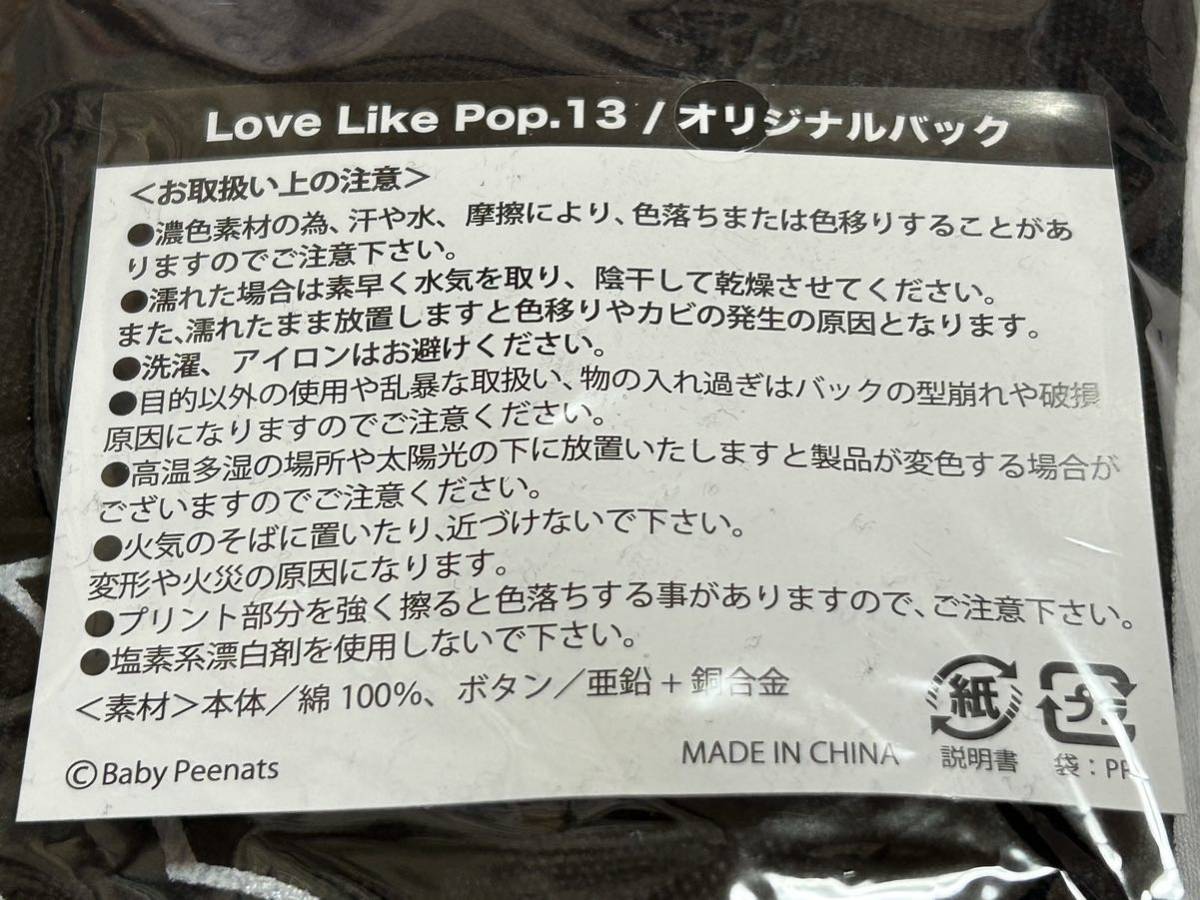 Love Like Pop.13 / オリジナルバック
＜お取扱い上の注意＞
●濃色素材の為、汗や水、摩擦により、色落ちまたは色移りすることがあ
りますのでご注意下さい。
●濡れた場合は素早く水気を取り、陰干して乾燥させてください。
また、濡れたまま放置しますと色移りやカビの発生の原因となります。
●洗濯、アイロンはお避けください。
●目的以外の使用や乱暴な取扱い、物の入れ過ぎはバックの型崩れや破損
原因になりますのでご注意ください。
●高温多湿の場所や太陽光の下に放置いたしますと製品が変色する場合が
ございますのでご注意ください。
●火気のそばに置いたり、近づけないで下さい。
変形や火災の原因になります。
●プリント部分を強く擦ると色落ちする事がありますので、ご注意下さい。
●塩素系漂白剤を使用しないで下さい。
＜素材＞本体／綿 100%、ボタン／亜鉛 + 銅合金
紙
プラ
©Baby Peenats
MADE IN CHINA
説明書
袋：PP